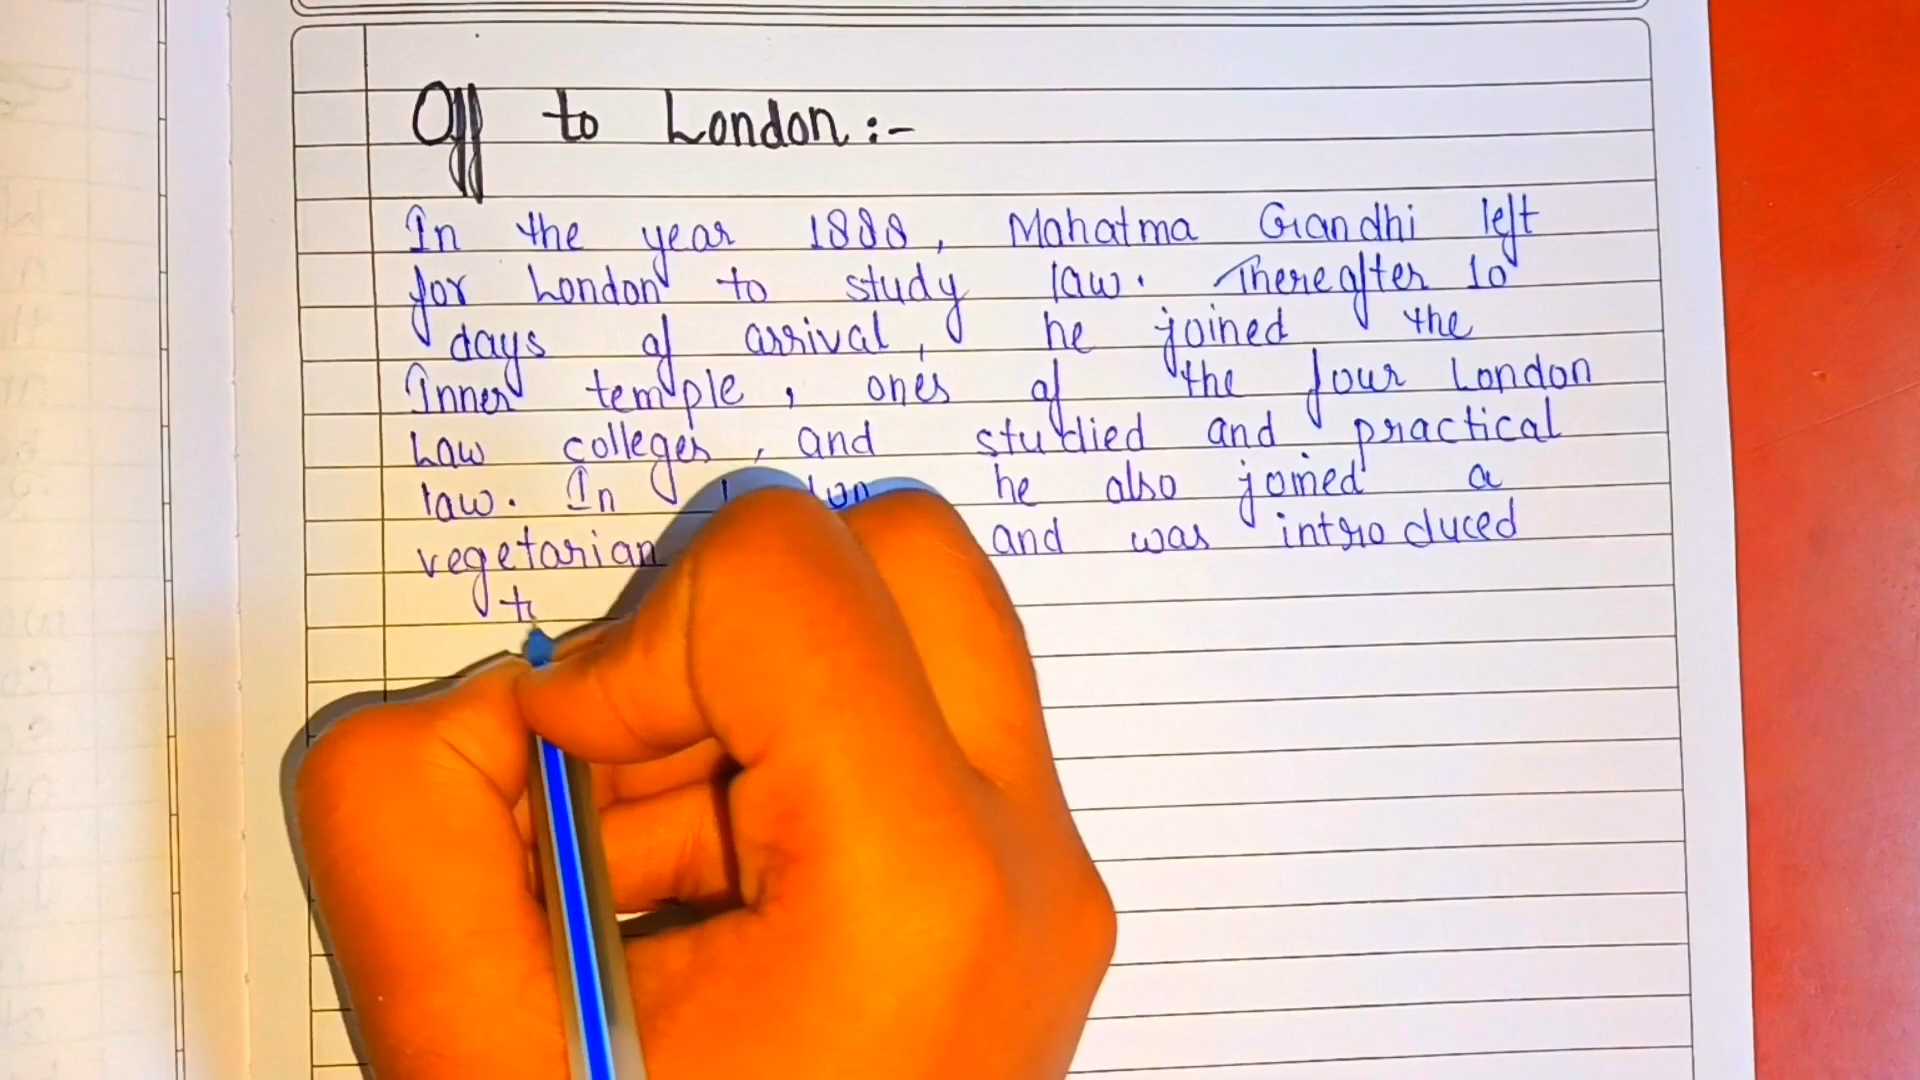 Off to London :-
In the year 1888, Mahatma Gandhi left
for London to study law. Thereafter 10
days of arrival, he joined the
Inner temple, ones of the four London
Law colleges, and studied and practical
law. In he also joined a
vegetarian and was introduced